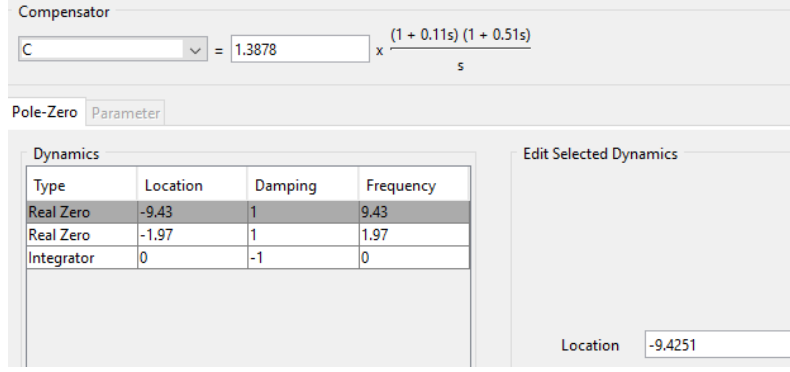 Compensator
C = 1.3878 x (1 + 0.11s) (1 + 0.51s)
s
Pole-Zero Parameter
Dynamics
Edit Selected Dynamics
Type Location Damping Frequency
Real Zero -9.43 1 9.43
Real Zero -1.97 1 1.97
Integrator 0 -1 0
Location -9.4251